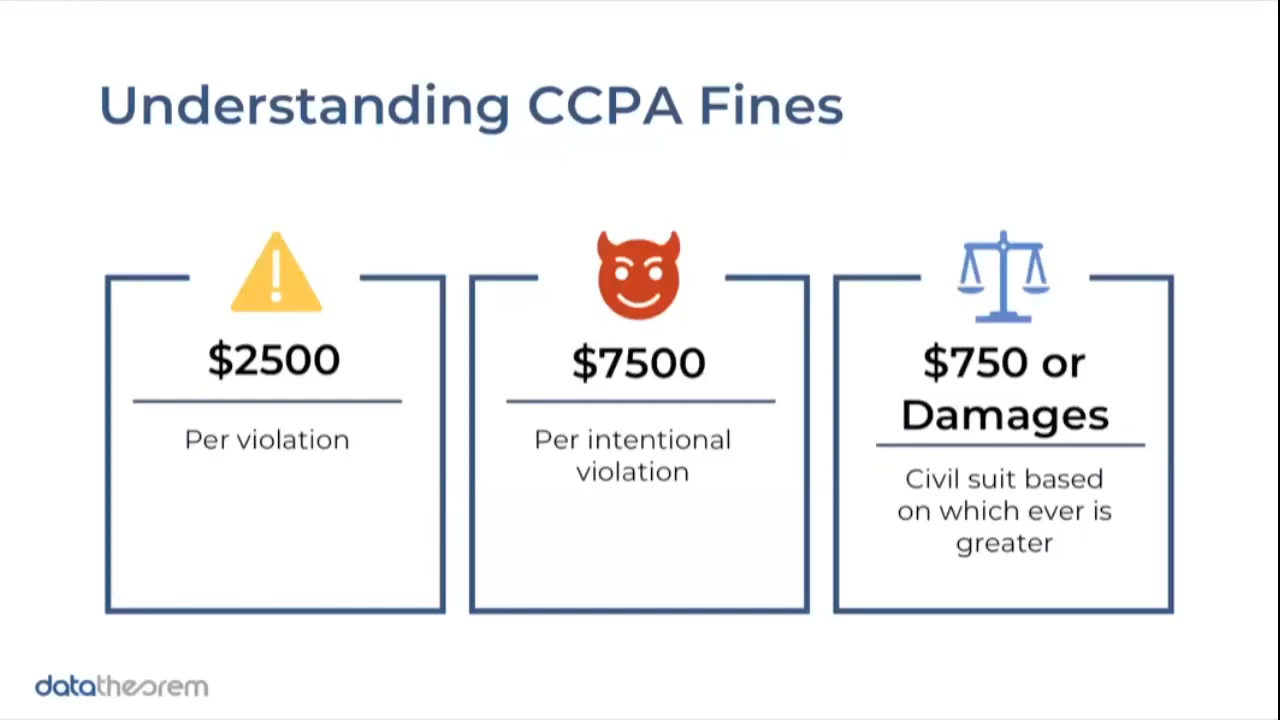 Understanding CCPA Fines
$2500
Per violation
$7500
Per intentional
violation
$750 or
Damages
Civil suit based
on which ever is
greater
datatheorem